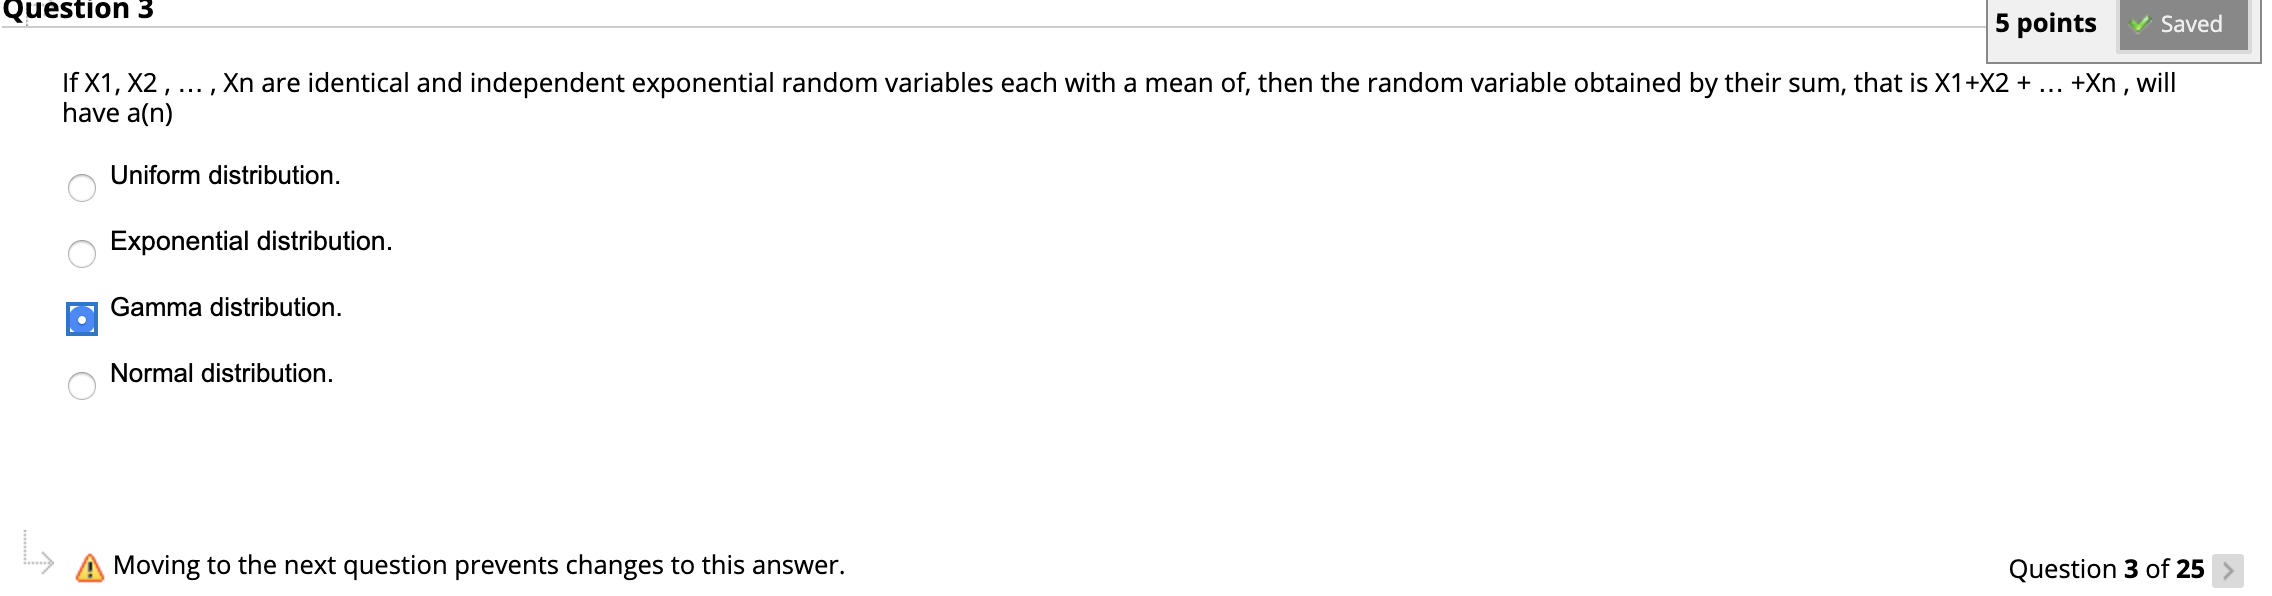 Question 3
5 points
Saved
If X1, X2 , ... , Xn are identical and independent exponential random variables each with a mean of, then the random variable obtained by their sum, that is X1+X2 + ... +Xn , will
have a(n)
Uniform distribution.
Exponential distribution.
Gamma distribution.
Normal distribution.
Moving to the next question prevents changes to this answer.
Question 3 of 25